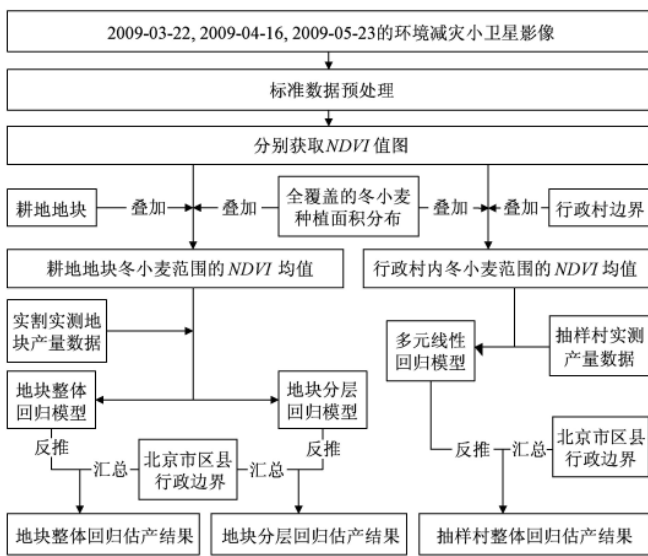 2009-03-22, 2009-04-16, 2009-05-23的环境减灾小卫星影像
标准数据预处理
分别获取NDVI值图
耕地地块
叠加
叠加
全覆盖的冬小麦
种植面积分布
叠加
叠加
行政村边界
耕地地块冬小麦范围的NDVI均值
行政村内冬小麦范围的NDVI均值
实割实测地
块产量数据
多元线性
回归模型
抽样村实测
产量数据
地块整体
回归模型
地块分层
回归模型
反推
汇总
北京市区县
行政边界
汇总
反推
反推
汇总
北京市区县
行政边界
地块整体回归估产结果
地块分层回归估产结果
抽样村整体回归估产结果